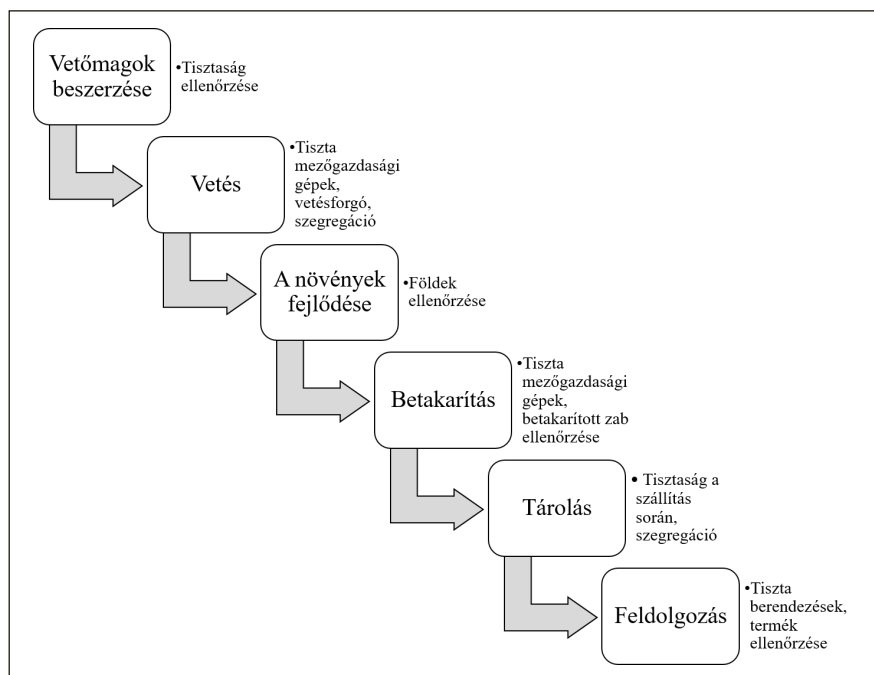 Vetőmagok
beszerzése
•Tisztaság
ellenőrzése
Vetés
•Tiszta
mezőgazdasági
gépek,
vetésforgó,
szegregáció
A növények
fejlődése
•Földek
ellenőrzése
Betakarítás
•Tiszta
mezőgazdasági
gépek,
betakarított zab
ellenőrzése
Tárolás
• Tisztaság a
szállítás
során,
szegregáció
Feldolgozás
•Tiszta
berendezések,
termék
ellenőrzése